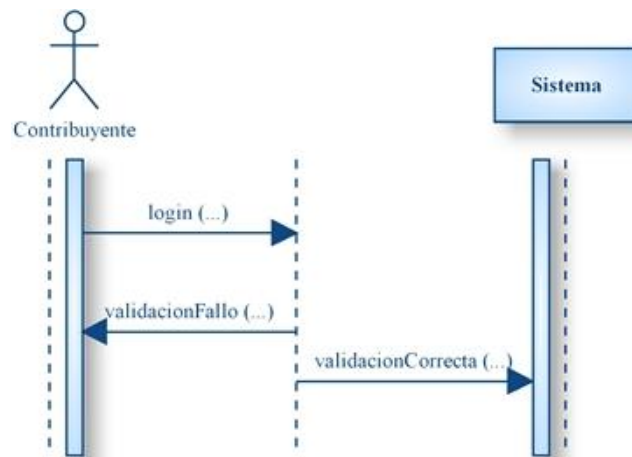 Sistema
Contribuyente
login (...)
validacionFallo (...)
validacionCorrecta (...)